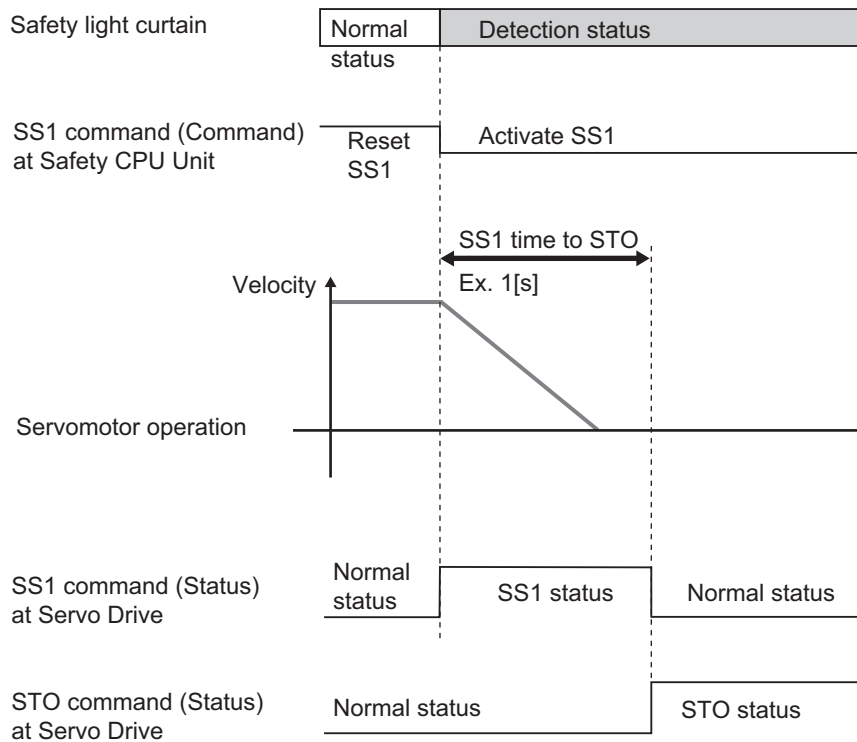 Safety light curtain
Normal
status
Detection status
SS1 command (Command)
at Safety CPU Unit
Reset
SS1
Activate SS1
SS1 time to STO
Ex. 1[s]
Velocity
Servomotor operation
SS1 command (Status)
at Servo Drive
Normal
status
SS1 status
Normal status
STO command (Status)
at Servo Drive
Normal status
STO status